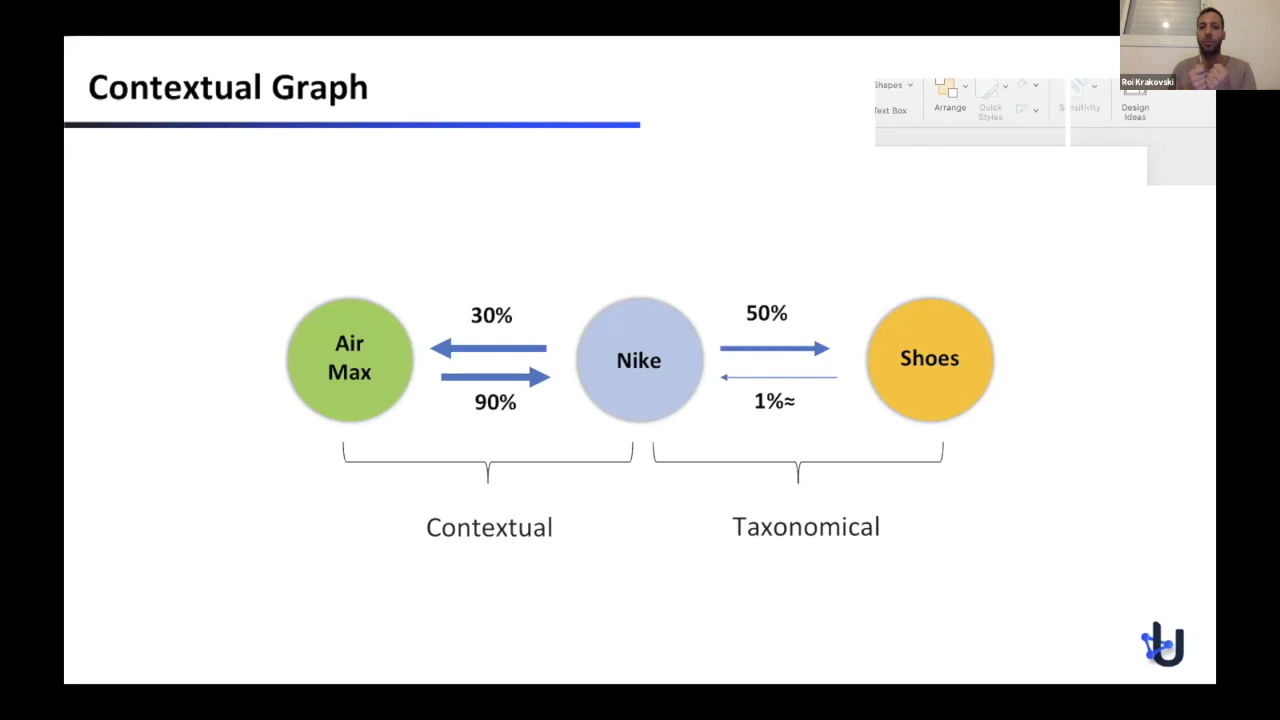 Contextual Graph
Roi Krakovski
Shapes
Text Box
Arrange
Quick
Styles
Sensitivity
Design
Ideas
30%
50%
Air
Max
Nike
Shoes
90%
1%≈
Contextual
Taxonomical